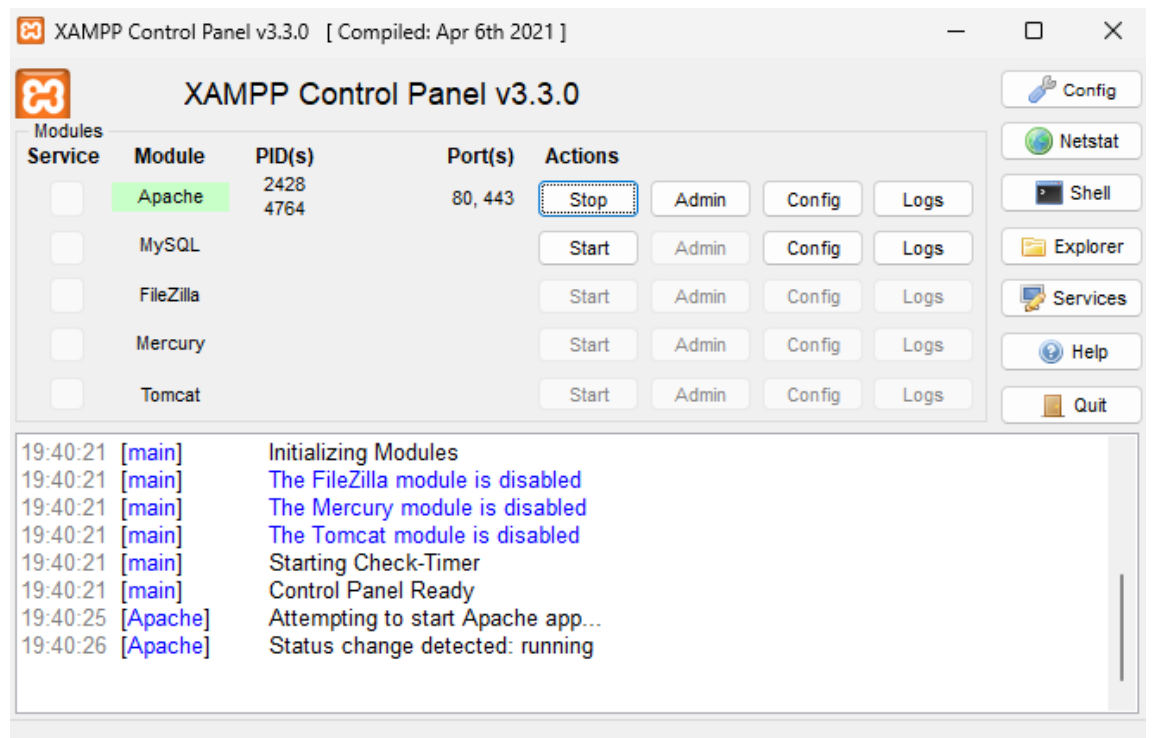 XAMPP Control Panel v3.3.0 [ Compiled: Apr 6th 2021 ]
XAMPP Control Panel v3.3.0
Config
Modules
Netstat
Service Module PID(s) Port(s) Actions
Apache 2428 4764 80, 443 Stop Admin Config Logs
Shell
MySQL Start Admin Config Logs
Explorer
FileZilla Start Admin Config Logs
Services
Mercury Start Admin Config Logs
Help
Tomcat Start Admin Config Logs
Quit
19:40:21 [main] Initializing Modules
19:40:21 [main] The FileZilla module is disabled
19:40:21 [main] The Mercury module is disabled
19:40:21 [main] The Tomcat module is disabled
19:40:21 [main] Starting Check-Timer
19:40:21 [main] Control Panel Ready
19:40:25 [Apache] Attempting to start Apache app...
19:40:26 [Apache] Status change detected: running